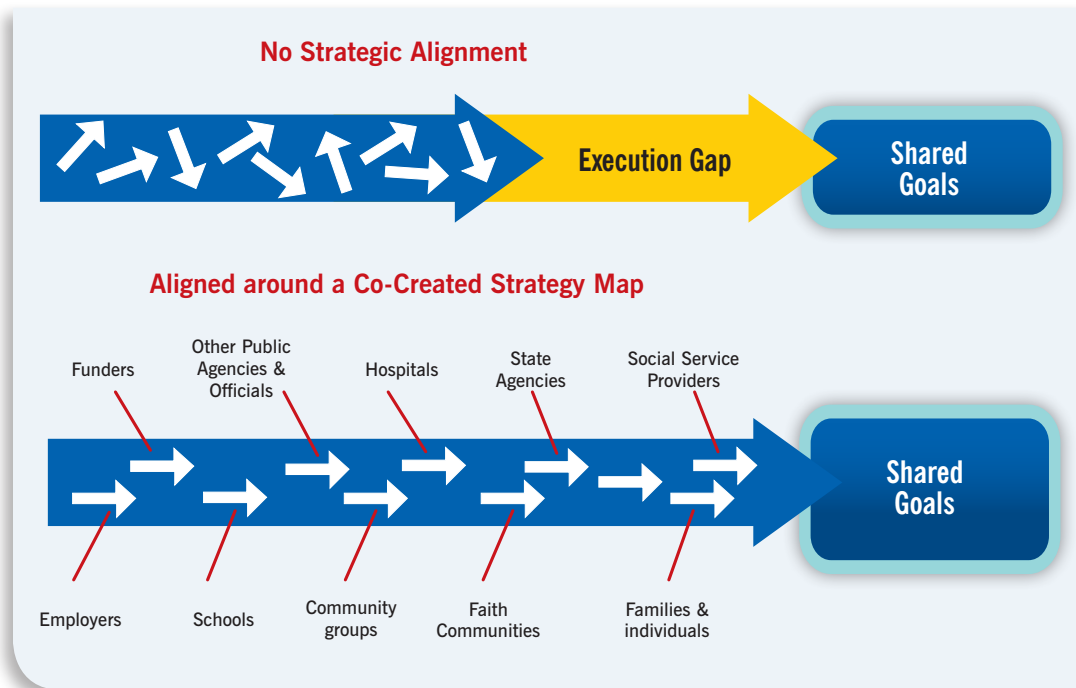 No Strategic Alignment
Execution Gap
Shared
Goals
Aligned around a Co-Created Strategy Map
Funders
Other Public
Agencies &
Officials
Hospitals
State
Agencies
Social Service
Providers
Shared
Goals
Employers
Schools
Community
groups
Faith
Communities
Families &
individuals